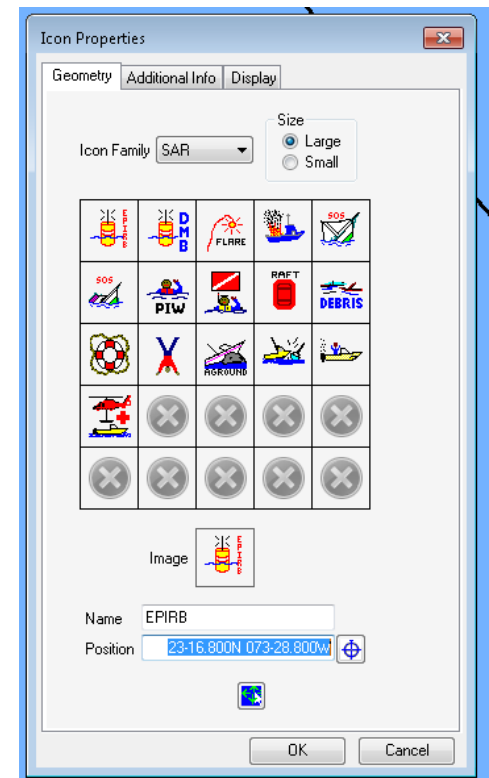 Icon Properties
Geometry Additional Info Display
Size
Icon Family SAR
Large
Small
EPIRB
DMB
FLARE
SOS
SOS
PIW
RAFT
DEBRIS
AGROUND
Image
EPIRB
Name EPIRB
Position 23-16.800N 073-28.800W
OK Cancel